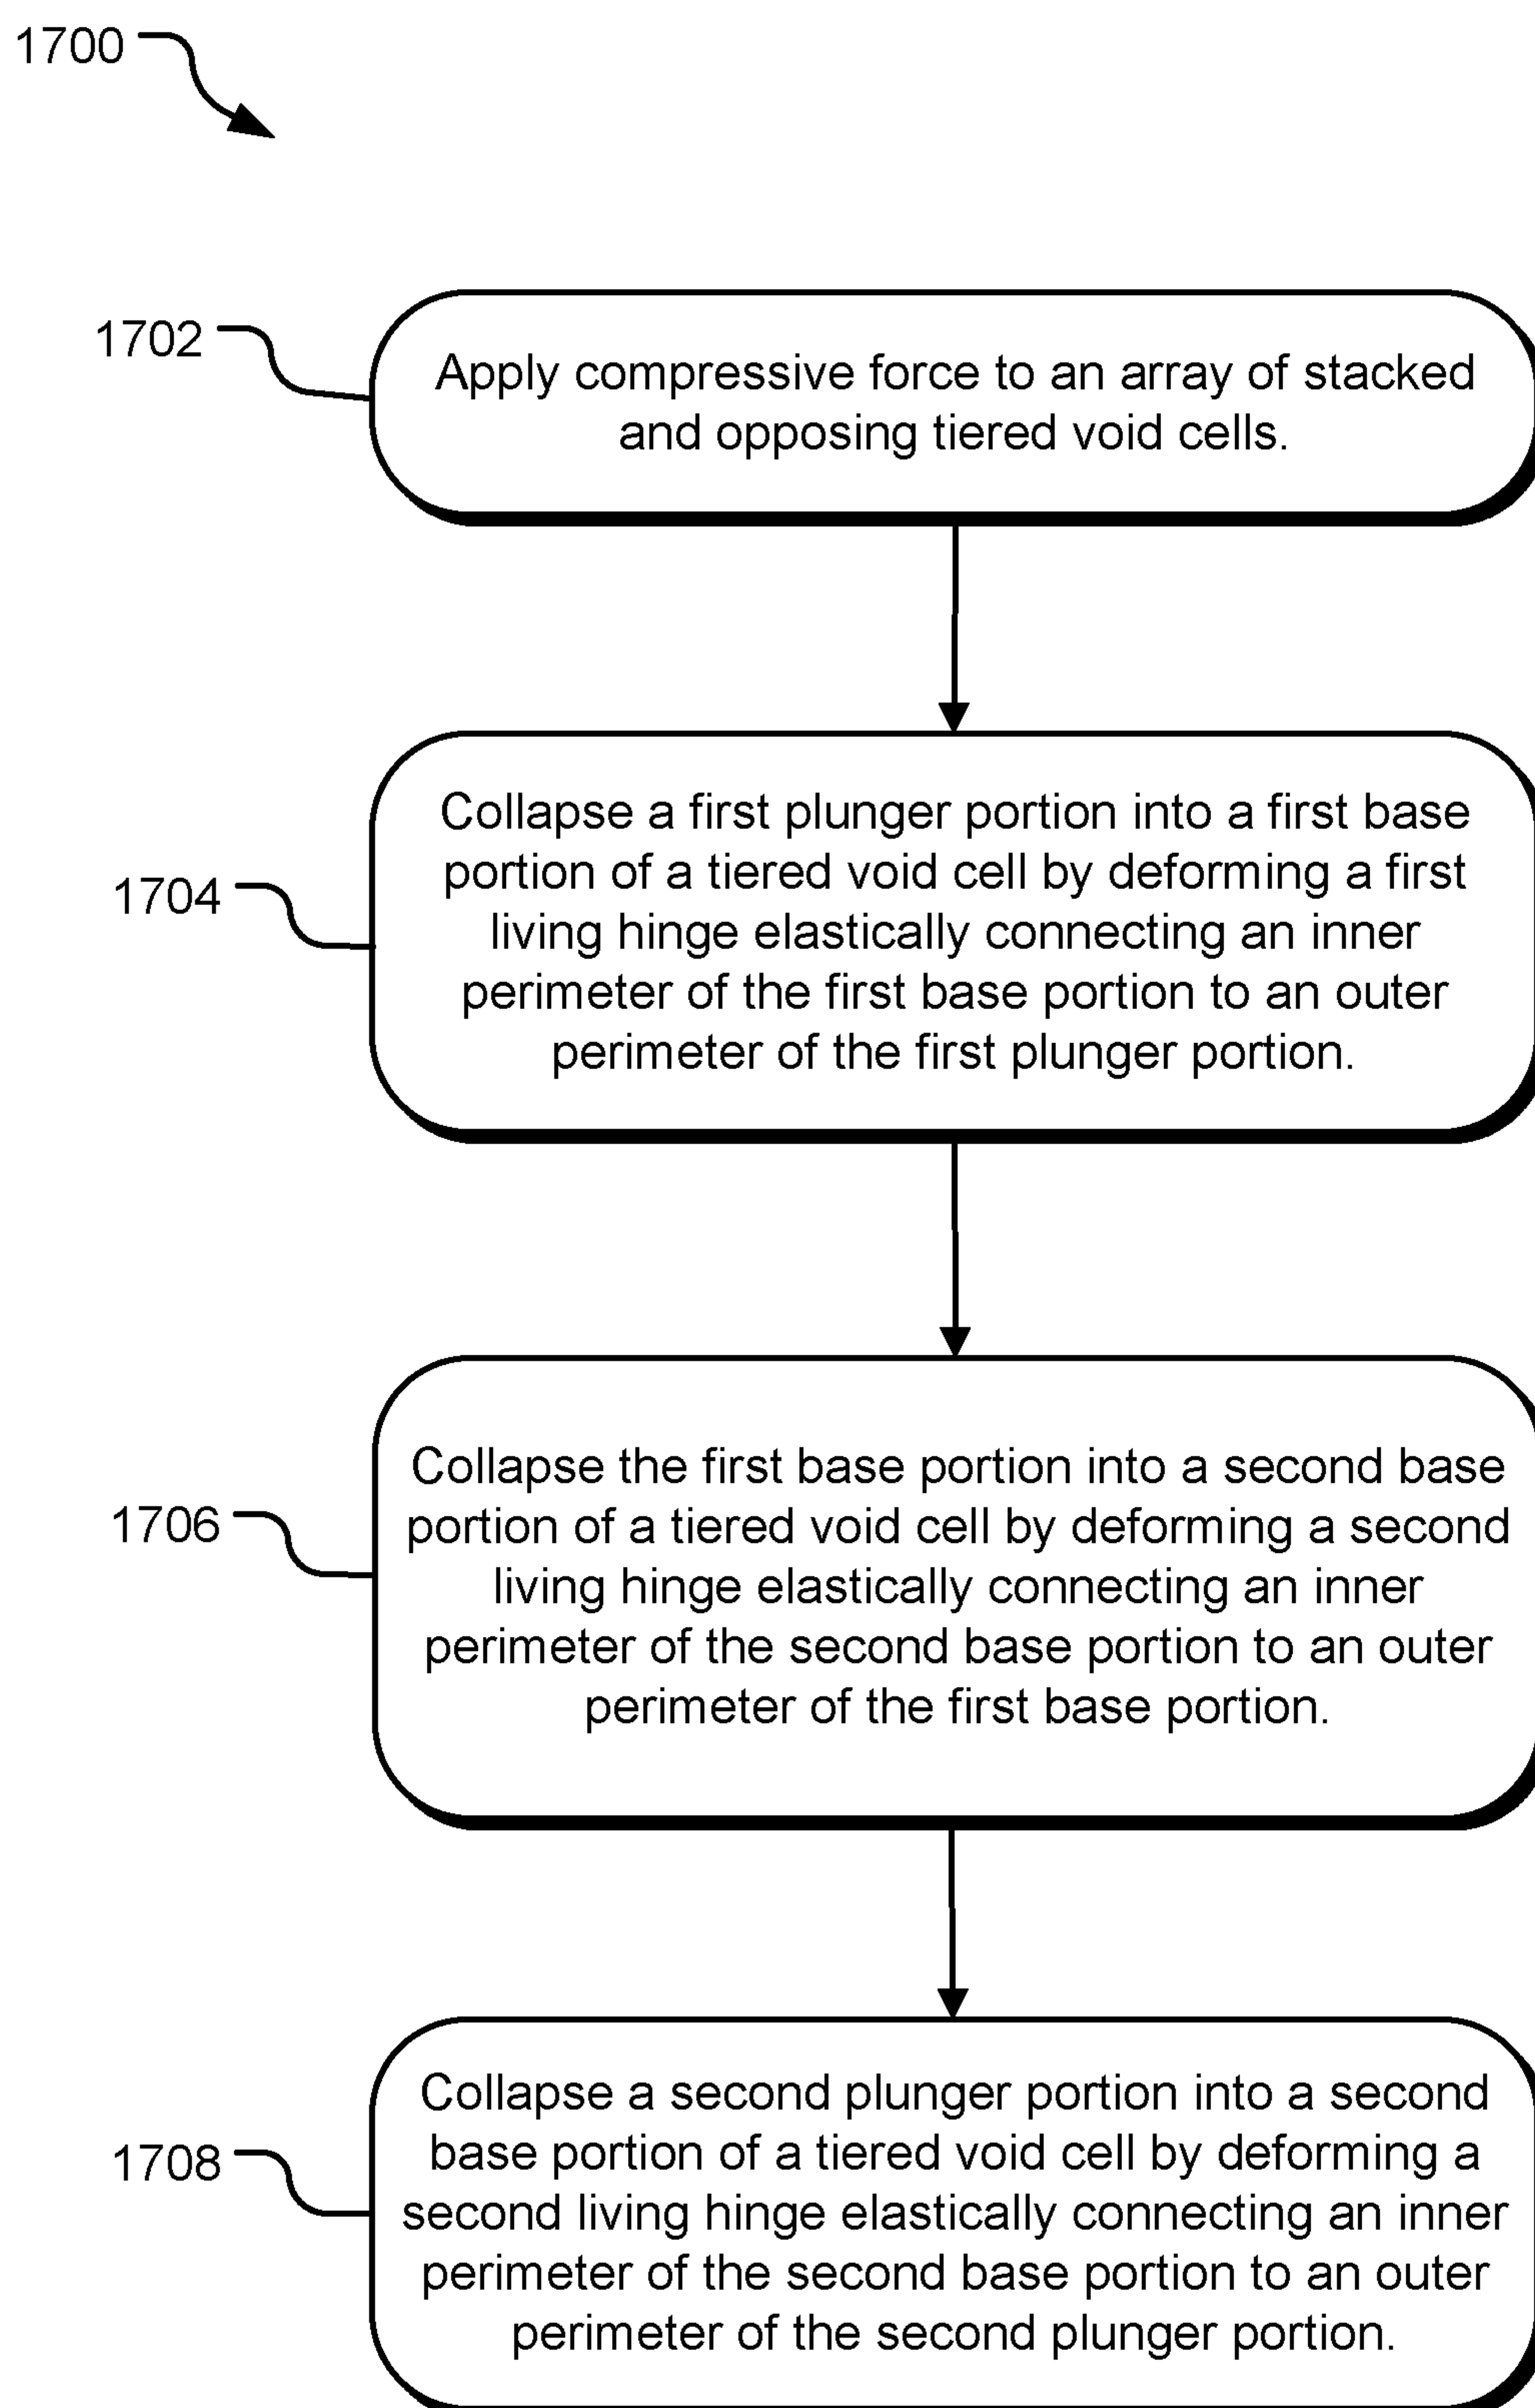 1700
1702
Apply compressive force to an array of stacked
and opposing tiered void cells.
1704
Collapse a first plunger portion into a first base
portion of a tiered void cell by deforming a first
living hinge elastically connecting an inner
perimeter of the first base portion to an outer
perimeter of the first plunger portion.
1706
Collapse the first base portion into a second base
portion of a tiered void cell by deforming a second
living hinge elastically connecting an inner
perimeter of the second base portion to an outer
perimeter of the first base portion.
1708
Collapse a second plunger portion into a second
base portion of a tiered void cell by deforming a
second living hinge elastically connecting an inner
perimeter of the second base portion to an outer
perimeter of the second plunger portion.